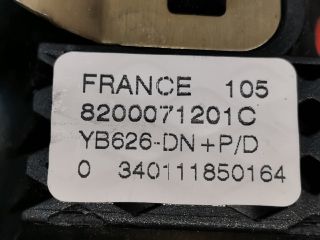 FRANCE 105
8200071201C
YB626-DN+P/D
0 340111850164